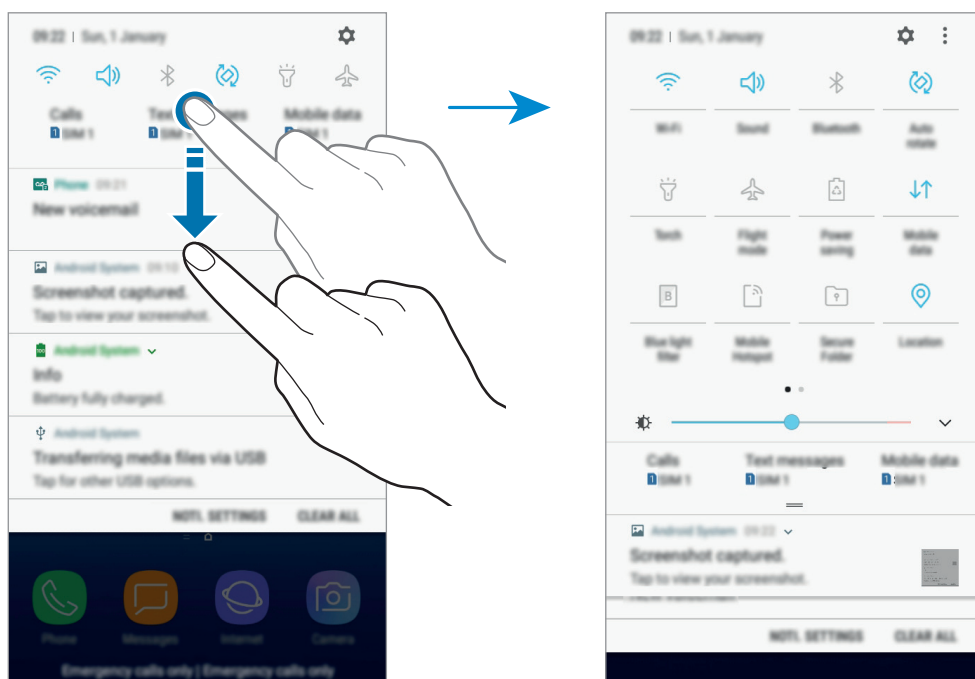 09:22 | Sun, 1 January
Calls
1 SIM 1
Mobile data
Phone 09:21
New voicemail
Android System 09:10
Screenshot captured.
Tap to view your screenshot.
100 Android System
Info
Battery fully charged.
Android System
Transferring media files via USB
Tap for other USB options.
NOTI. SETTINGS CLEAR ALL
Phone Messages Internet Camera
Emergency calls only | Emergency calls only
09:22 | Sun, 1 January
Wi-Fi Sound Bluetooth Auto rotate
Torch Flight mode Power saving Mobile data
B
Blue light filter Mobile Hotspot Secure Folder Location
Calls Text messages Mobile data
1 SIM 1 1 SIM 1 1 SIM 1
Android System 09:22
Screenshot captured.
Tap to view your screenshot.
NOTI. SETTINGS CLEAR ALL